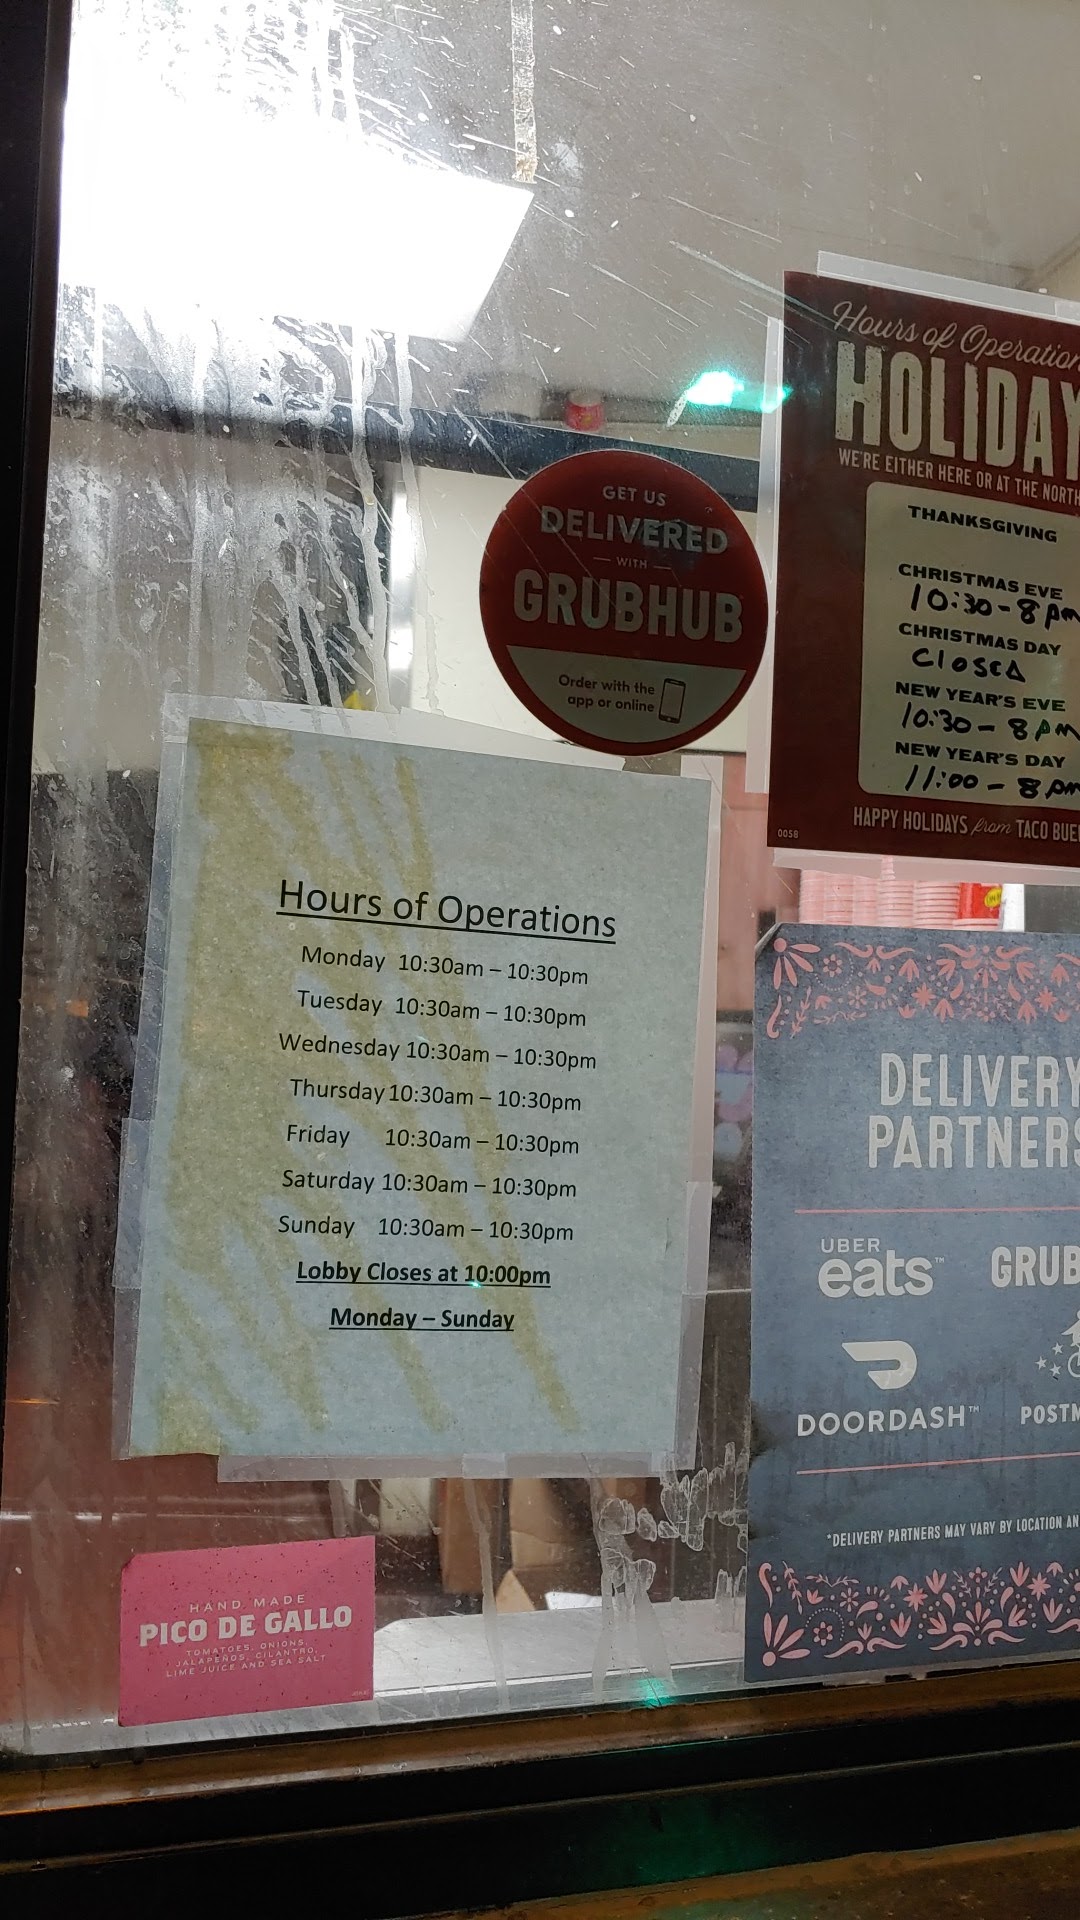 GET US
DELIVERED
WITH
GRUBHUB
Order with the
app or online
Hours of Operation
HOLIDAY
WE'RE EITHER HERE OR AT THE NORTH
THANKSGIVING
CHRISTMAS EVE
10:30-8pm
CHRISTMAS DAY
Closed
NEW YEAR'S EVE
10:30-8pm
NEW YEAR'S DAY
11:00-8pm
0058
HAPPY HOLIDAYS from TACO BUE
Hours of Operations
Monday 10:30am – 10:30pm
Tuesday 10:30am – 10:30pm
Wednesday 10:30am – 10:30pm
Thursday 10:30am – 10:30pm
Friday 10:30am – 10:30pm
Saturday 10:30am – 10:30pm
Sunday 10:30am – 10:30pm
Lobby Closes at 10:00pm
Monday – Sunday
DELIVERY
PARTNERS
UBER
eats™
GRUB
DOORDASH™
POSTM
*DELIVERY PARTNERS MAY VARY BY LOCATION AN
HAND MADE
PICO DE GALLO
TOMATOES, ONIONS,
JALAPEÑOS, CILANTRO,
LIME JUICE AND SEA SALT